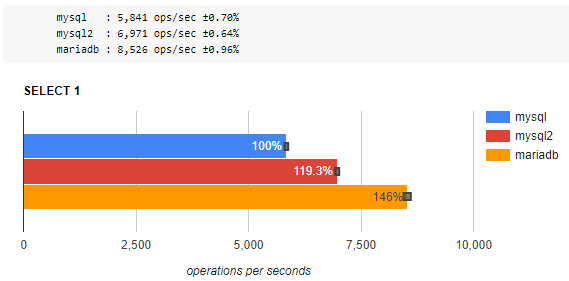 mysql : 5,841 ops/sec ±0.70%
mysql2 : 6,971 ops/sec ±0.64%
mariadb : 8,526 ops/sec ±0.96%
SELECT 1
100%
119.3%
146%
mysql
mysql2
mariadb
0 2,500 5,000 7,500 10,000
operations per seconds